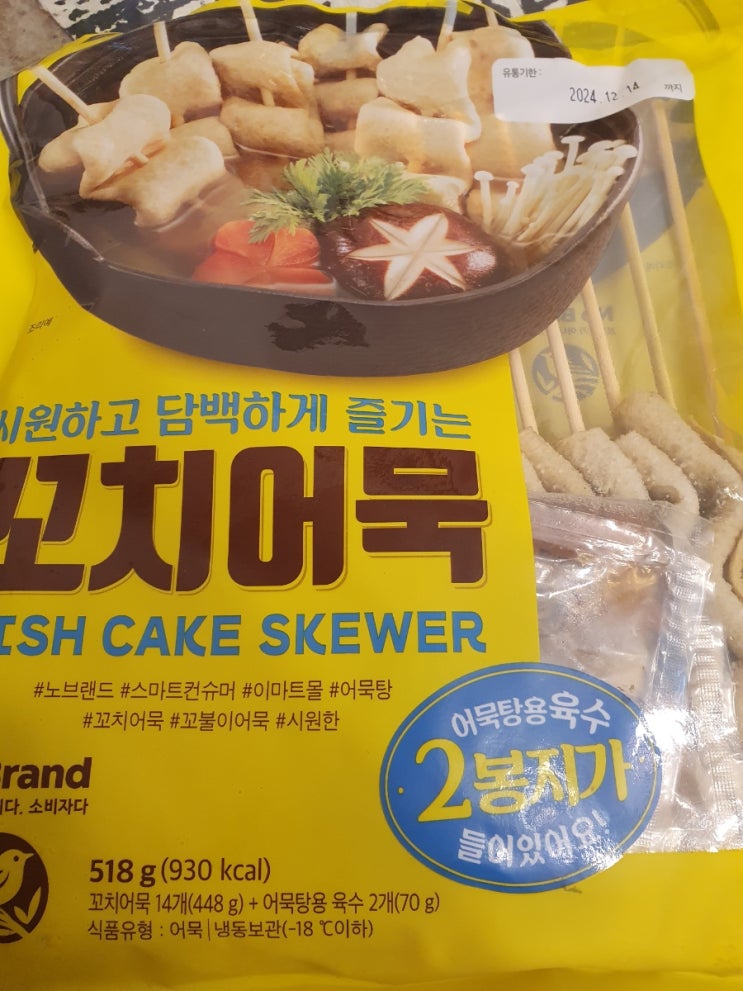 유통기한 :
2024.12.14 까지
조리예
시원하고 담백하게 즐기는
꼬치어묵
ISH CAKE SKEWER
#노브랜드 #스마트컨슈머 #이마트몰 #어묵탕
#꼬치어묵 #꼬불이어묵 #시원한
어묵탕용 육수
2봉지가
들어있어요!
Brand
다. 소비자다
518 g (930 kcal)
꼬치어묵 14개(448 g) + 어묵탕용 육수 2개(70 g)
식품유형 : 어묵 | 냉동보관(-18 ℃이하)